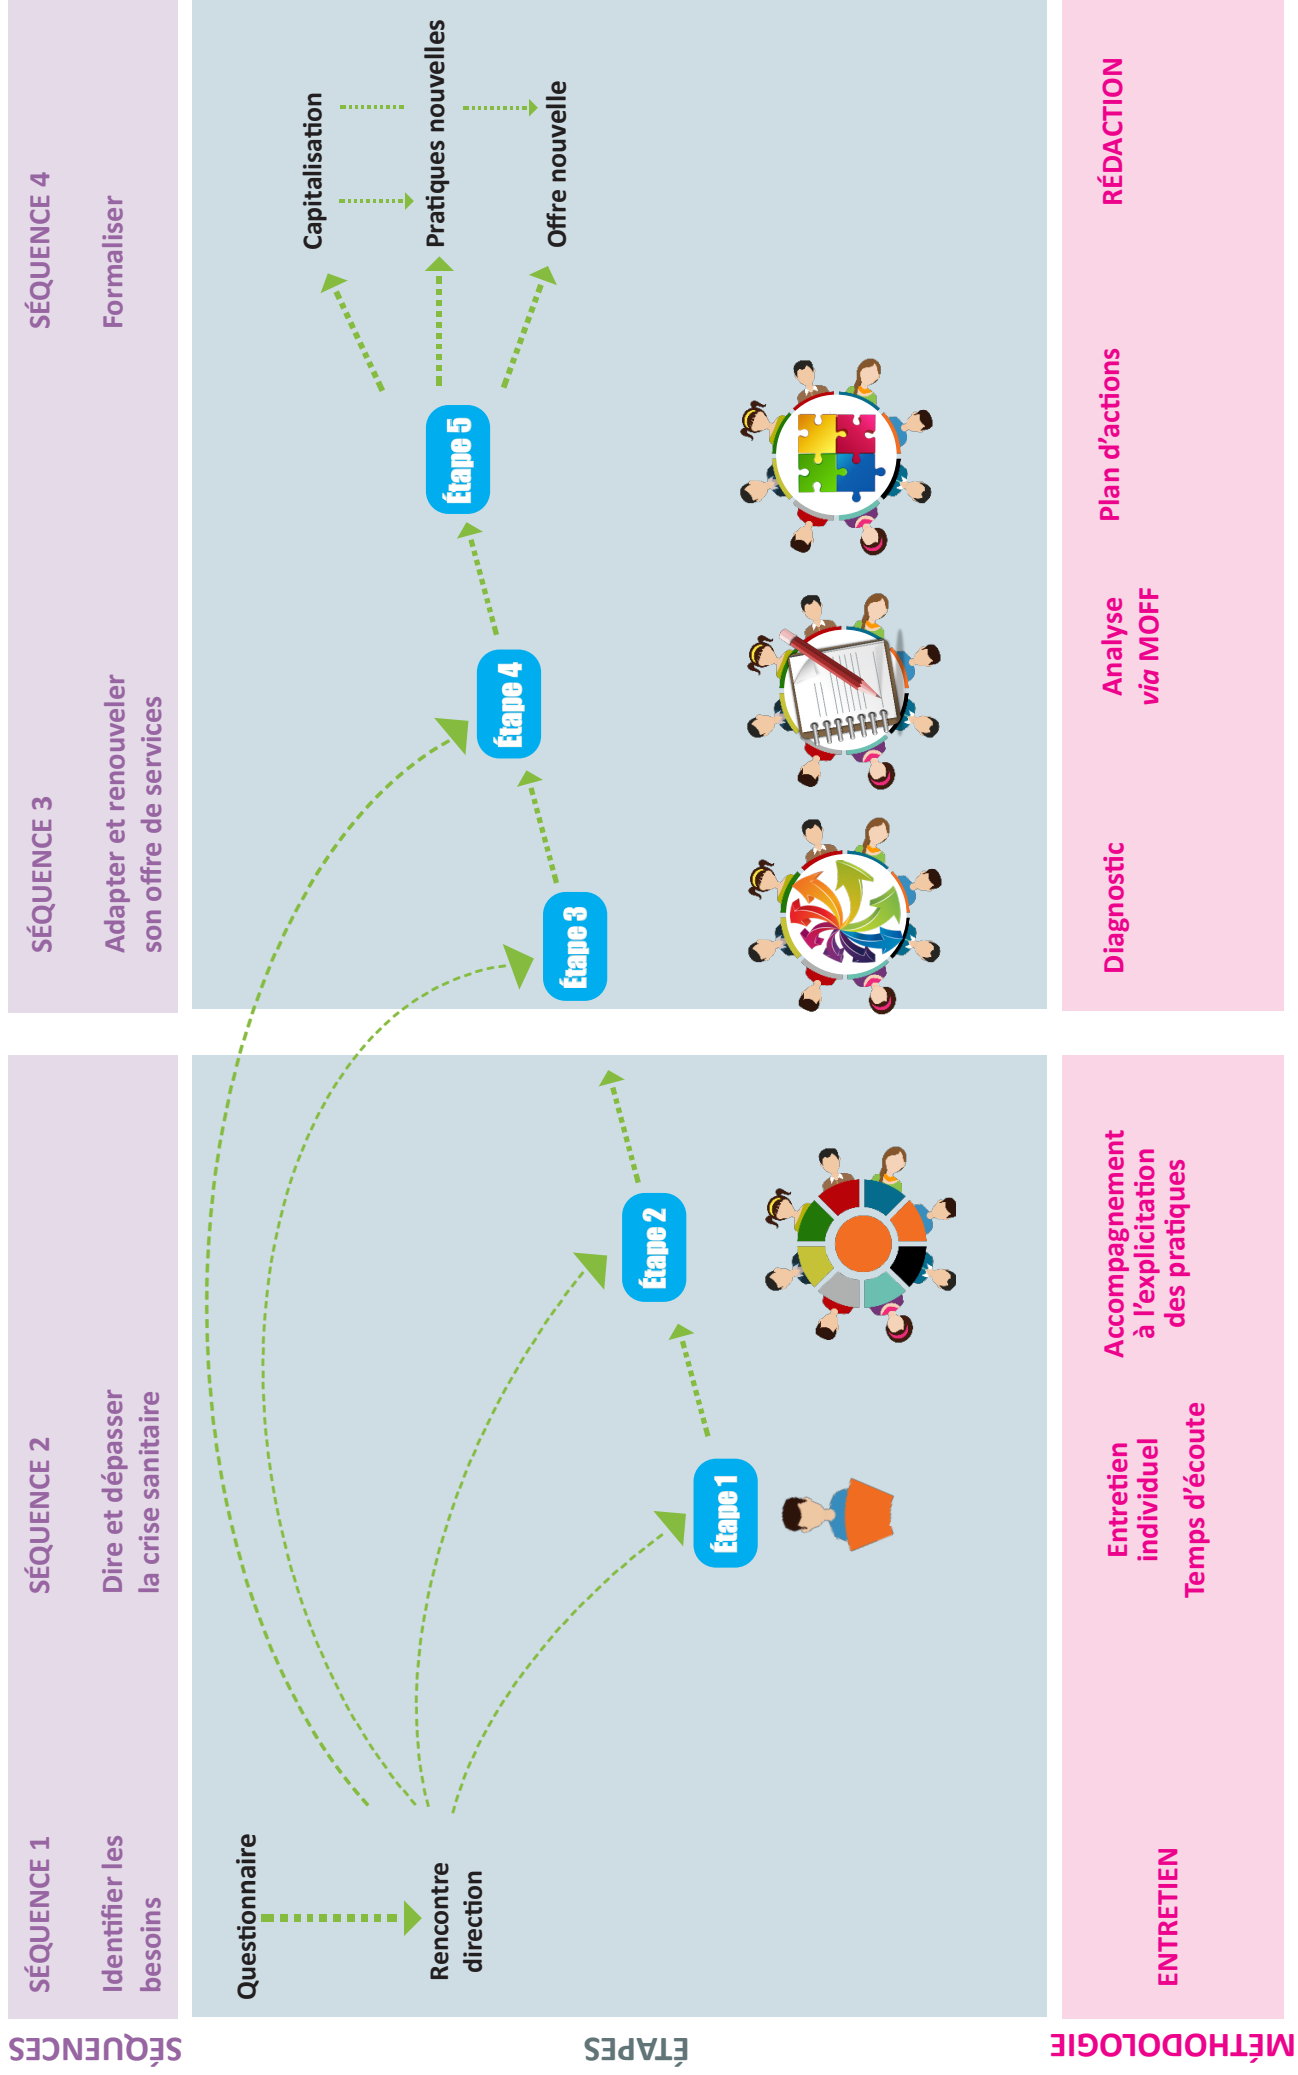 SÉQUENCES
SÉQUENCE 1
Identifier les
besoins
SÉQUENCE 2
Dire et dépasser
la crise sanitaire
SÉQUENCE 3
Adapter et renouveler
son offre de services
SÉQUENCE 4
Formaliser
ÉTAPES
Questionnaire
Rencontre
direction
Étape 1
Étape 2
Étape 3
Étape 4
Étape 5
Capitalisation
Pratiques nouvelles
Offre nouvelle
MÉTHODOLOGIE
ENTRETIEN
Entretien
individuel
Temps d'écoute
Accompagnement
à l'explicitation
des pratiques
Diagnostic
Analyse
via MOFF
Plan d'actions
RÉDACTION